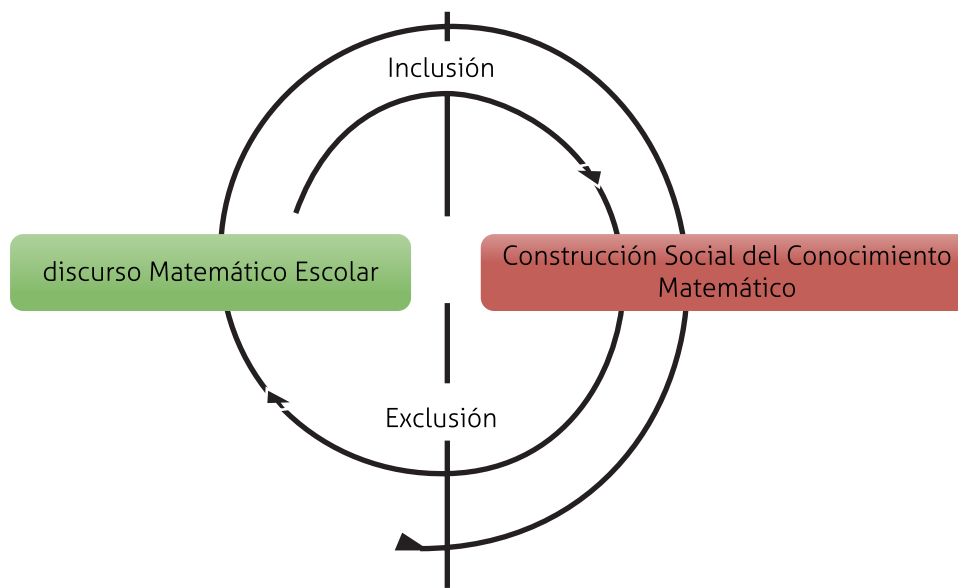 Inclusión
discurso Matemático Escolar
Construcción Social del Conocimiento
Matemático
Exclusión